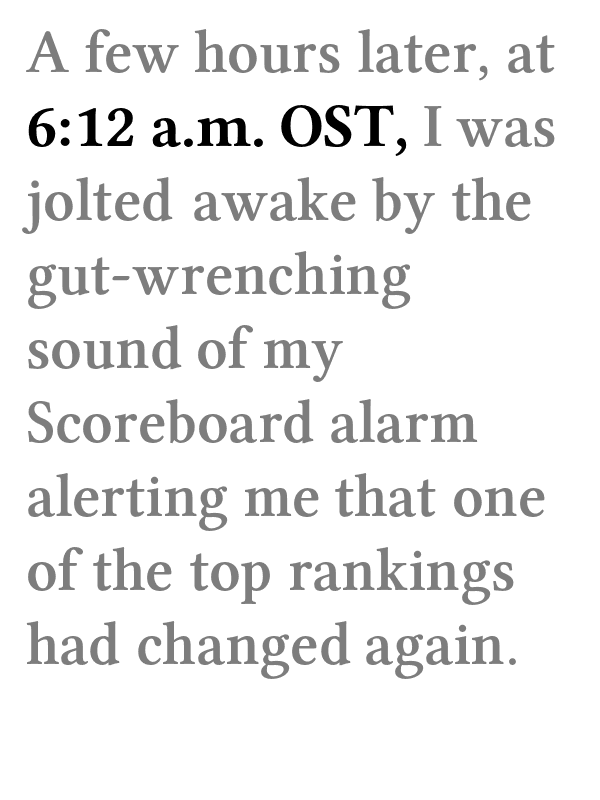 A few hours later, at
6:12 a.m. OST, I was
jolted awake by the
gut-wrenching
sound of my
Scoreboard alarm
alerting me that one
of the top rankings
had changed again.